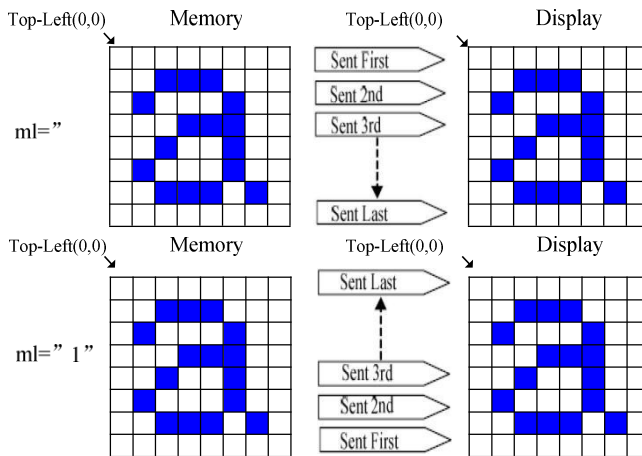 Top-Left(0,0) Memory Top-Left(0,0) Display
Sent First
Sent 2nd
ml=” Sent 3rd
Sent Last
Top-Left(0,0) Memory Top-Left(0,0) Display
Sent Last
ml=” 1” Sent 3rd
Sent 2nd
Sent First